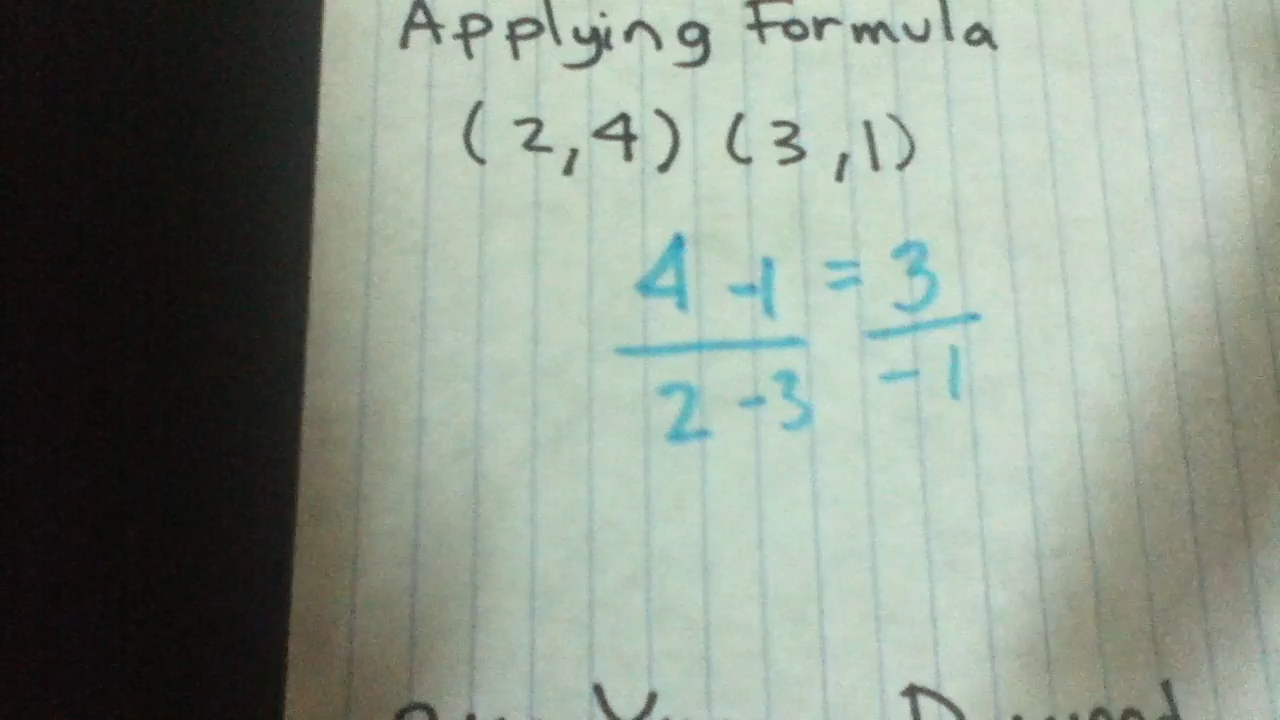 Applying Formula
(2,4) (3,1)
4 -1 = 3
2 -3 -1